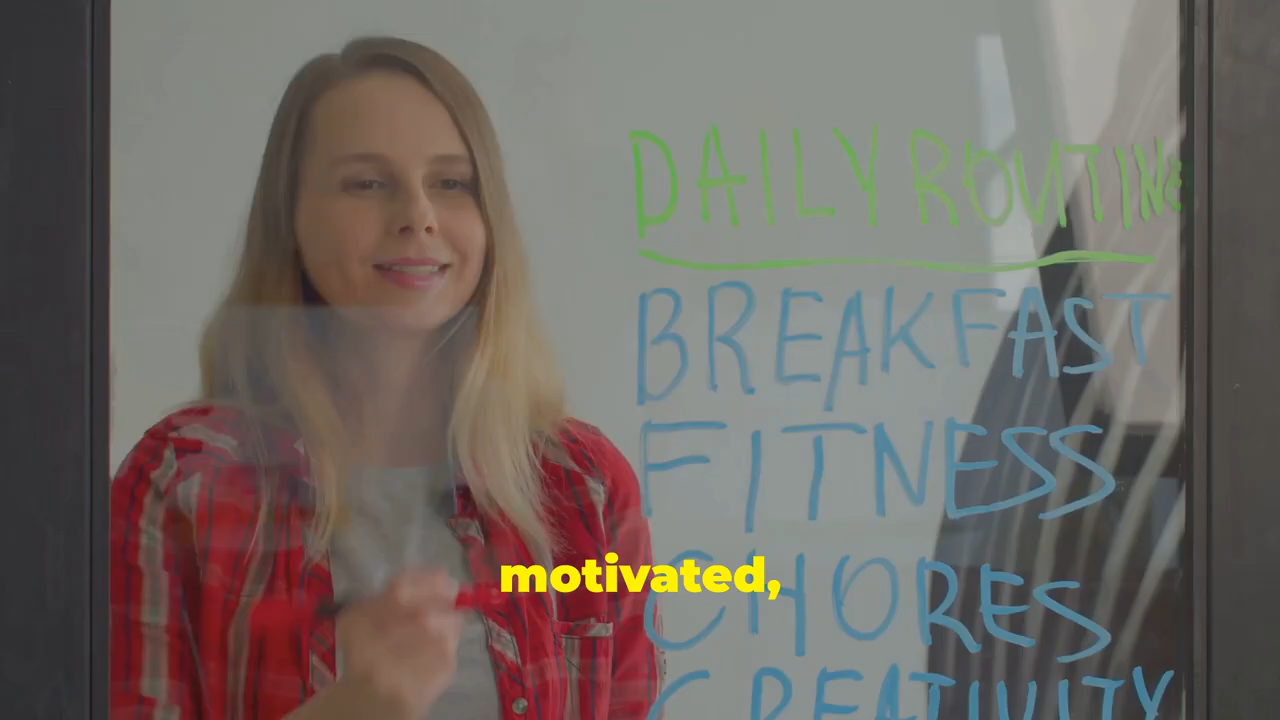 DAILY ROUTINE
BREAKFAST
FITNESS
motivated,
CHORES
CREATIVITY